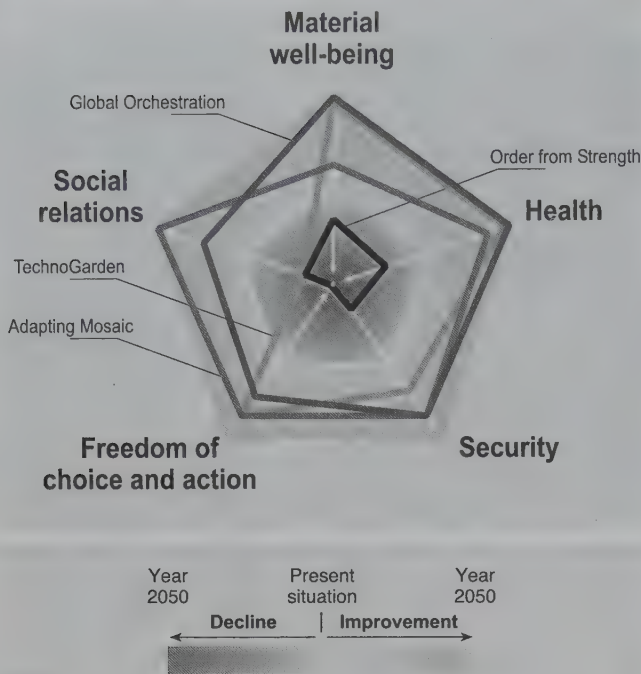 Material
well-being
Global Orchestration
Order from Strength
Social
relations
Health
TechnoGarden
Adapting Mosaic
Freedom of
choice and action
Security
Year
2050
Present
situation
Year
2050
Decline
Improvement